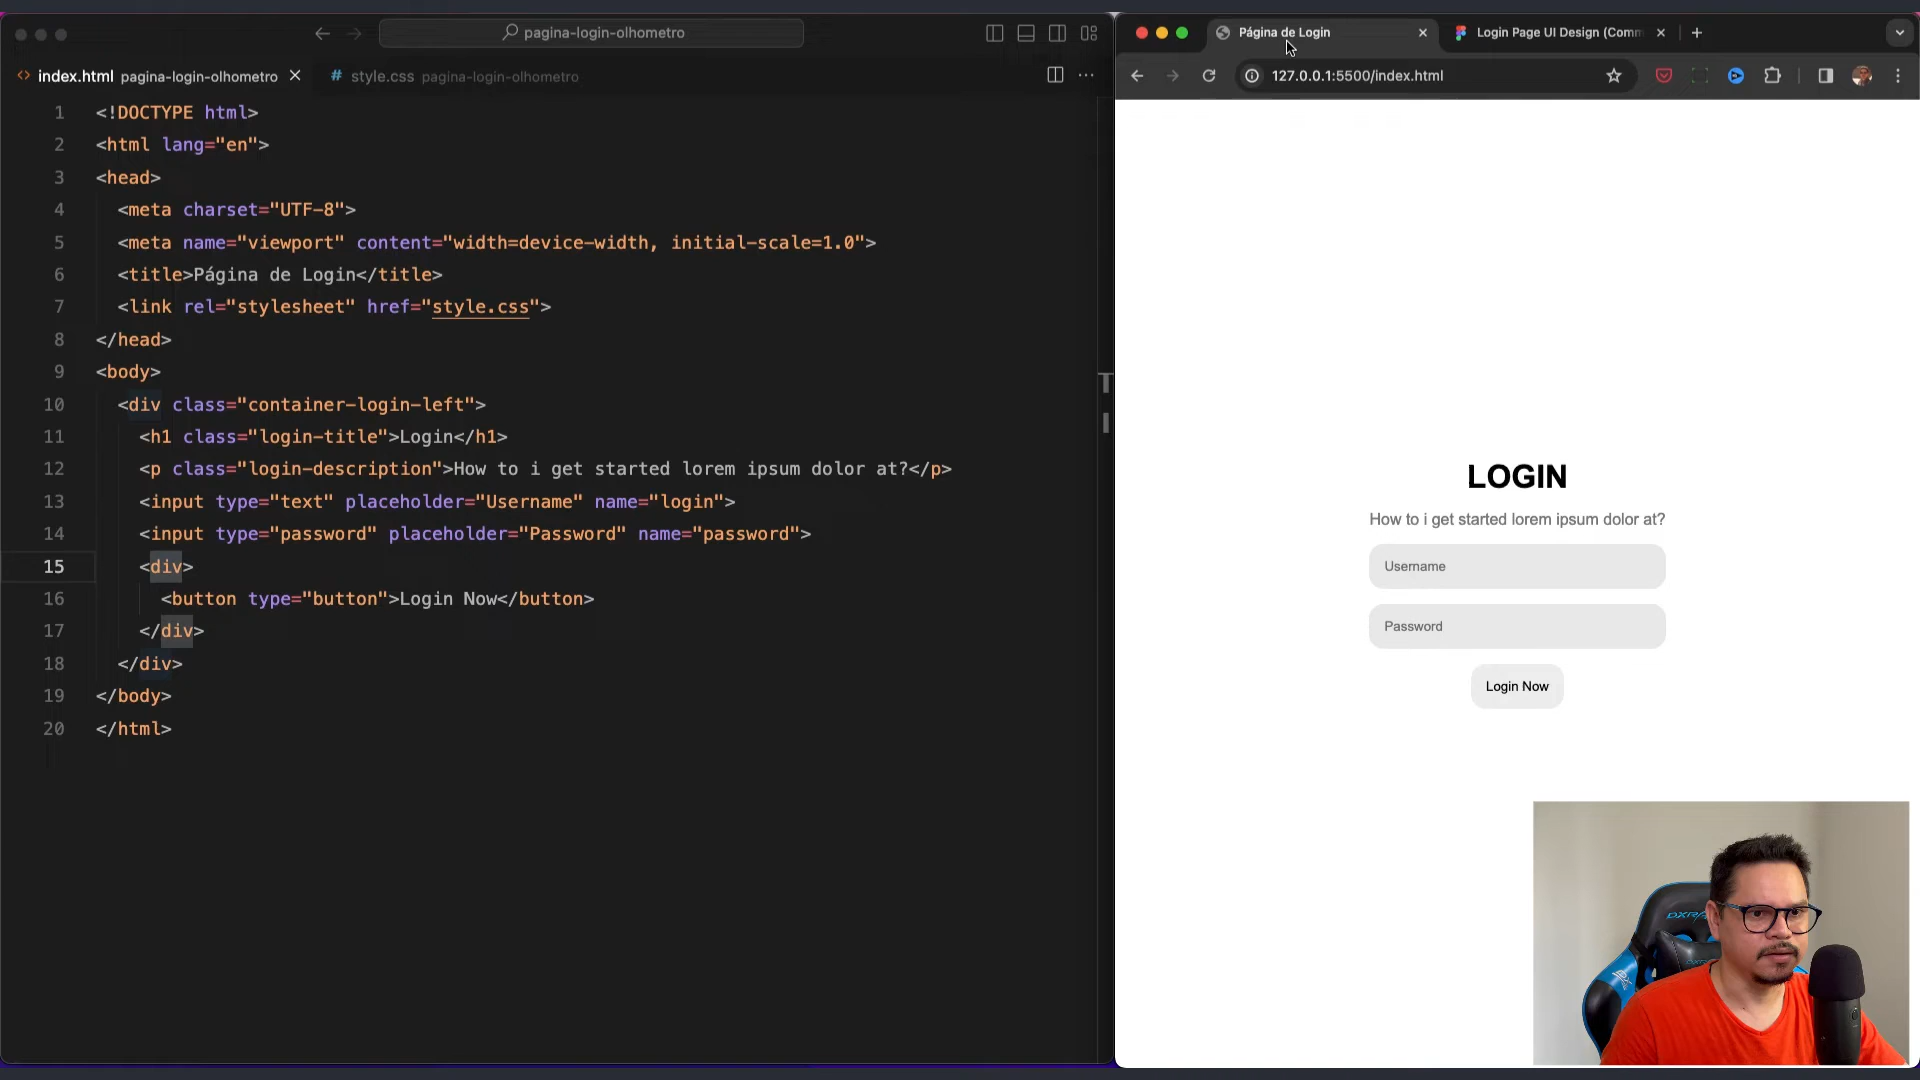 pagina-login-olhometro
index.html pagina-login-olhometro
# style.css pagina-login-olhometro
1 <!DOCTYPE html>
2 <html lang="en">
3 <head>
4 <meta charset="UTF-8">
5 <meta name="viewport" content="width=device-width, initial-scale=1.0">
6 <title>Página de Login</title>
7 <link rel="stylesheet" href="style.css">
8 </head>
9 <body>
10 <div class="container-login-left">
11 <h1 class="login-title">Login</h1>
12 <p class="login-description">How to i get started lorem ipsum dolor at?</p>
13 <input type="text" placeholder="Username" name="login">
14 <input type="password" placeholder="Password" name="password">
15 <div>
16 <button type="button">Login Now</button>
17 </div>
18 </div>
19 </body>
20 </html>
Página de Login
Login Page UI Design (Comm
127.0.0.1:5500/index.html
LOGIN
How to i get started lorem ipsum dolor at?
Username
Password
Login Now